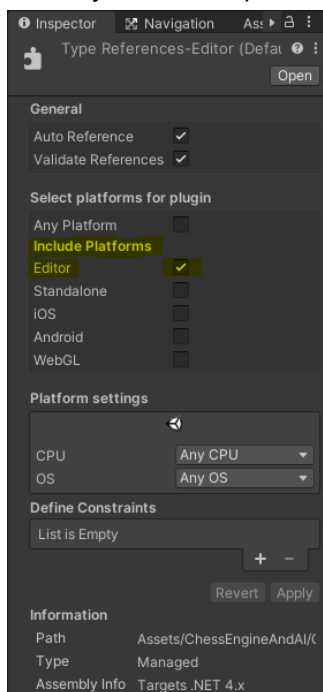 Inspector Navigation Ass
Type References-Editor (Defau
Open
General
Auto Reference
Validate References
Select platforms for plugin
Any Platform
Include Platforms
Editor
Standalone
iOS
Android
WebGL
Platform settings
CPU Any CPU
OS Any OS
Define Constraints
List is Empty
+ −
Revert Apply
Information
Path Assets/ChessEngineAndAI/
Type Managed
Assembly Info Targets .NET 4.x